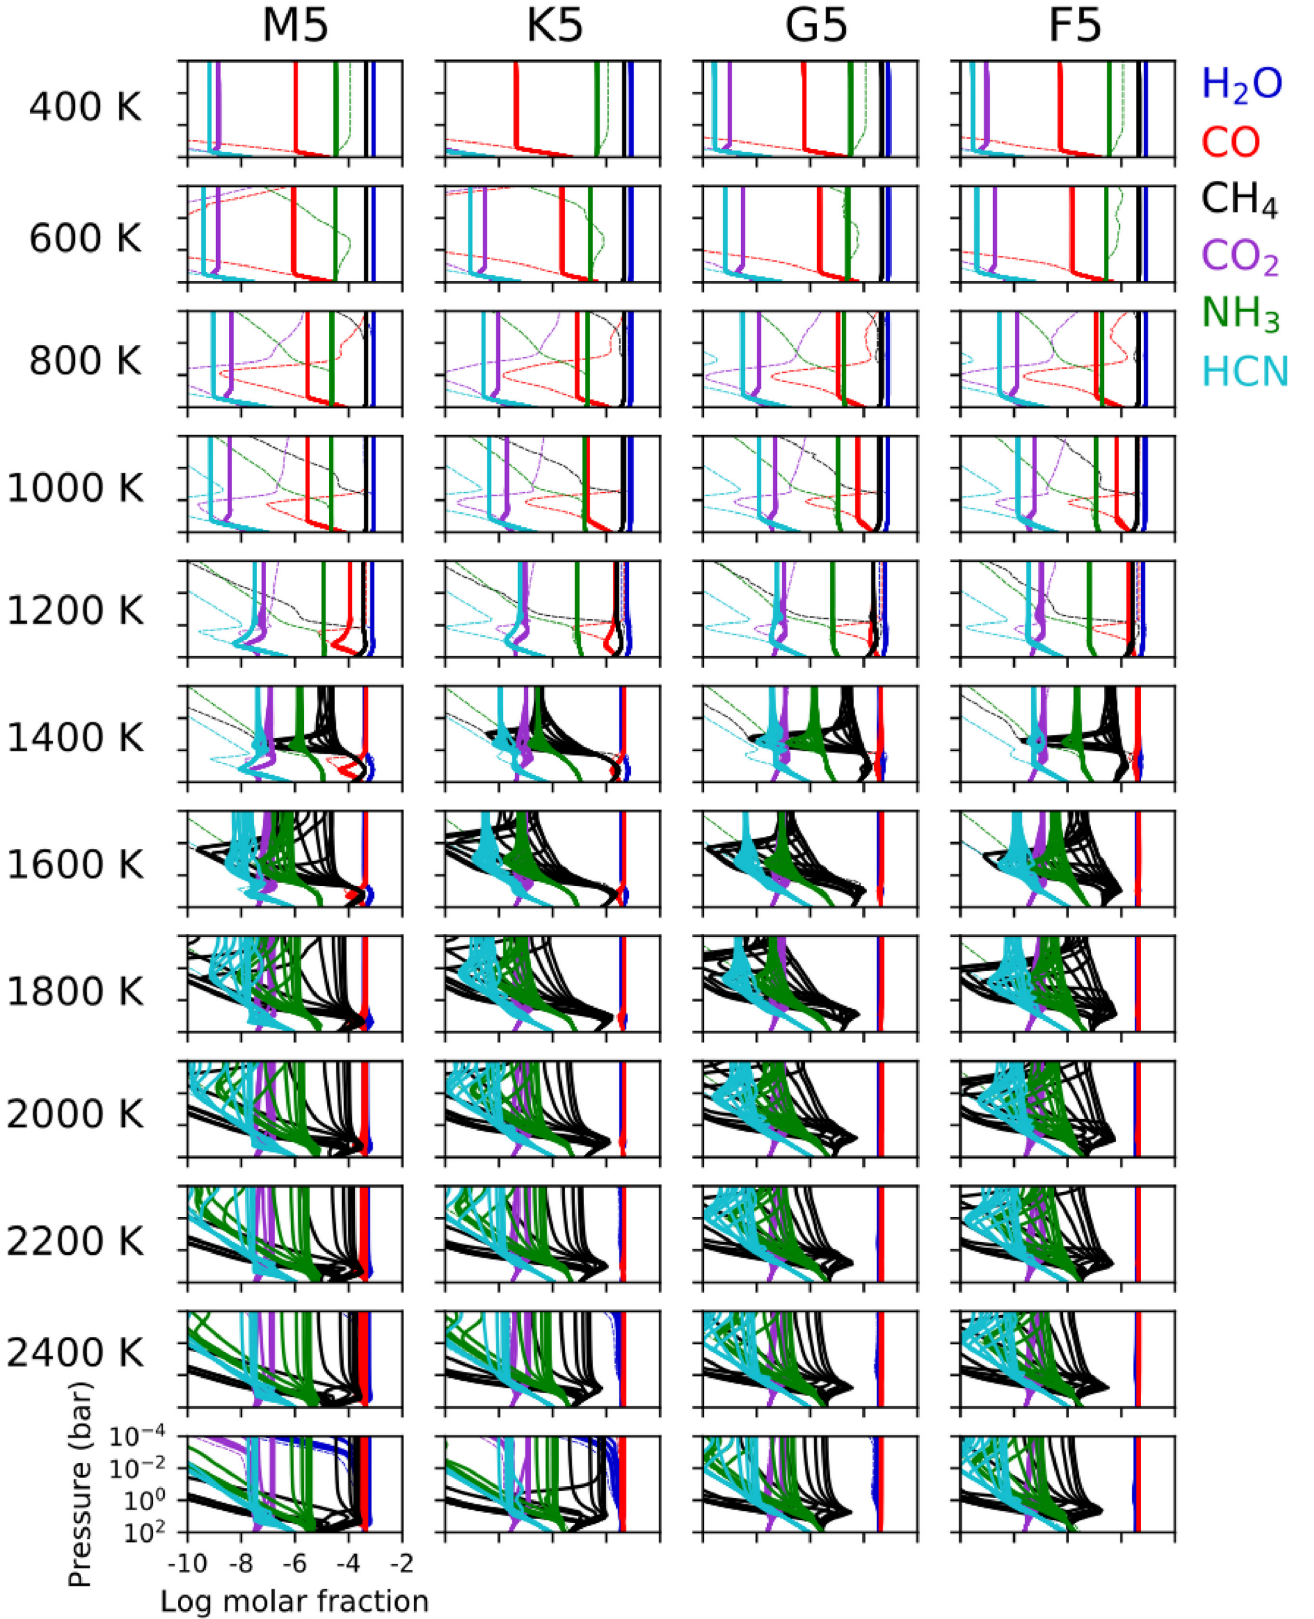 M5 K5 G5 F5
400 K
H₂O
CO
600 K
CH₄
CO₂
800 K
NH₃
HCN
1000 K
1200 K
1400 K
1600 K
1800 K
2000 K
2200 K
2400 K
Pressure (bar)
10⁻⁴
10⁻²
10⁰
10²
-10 -8 -6 -4 -2
Log molar fraction